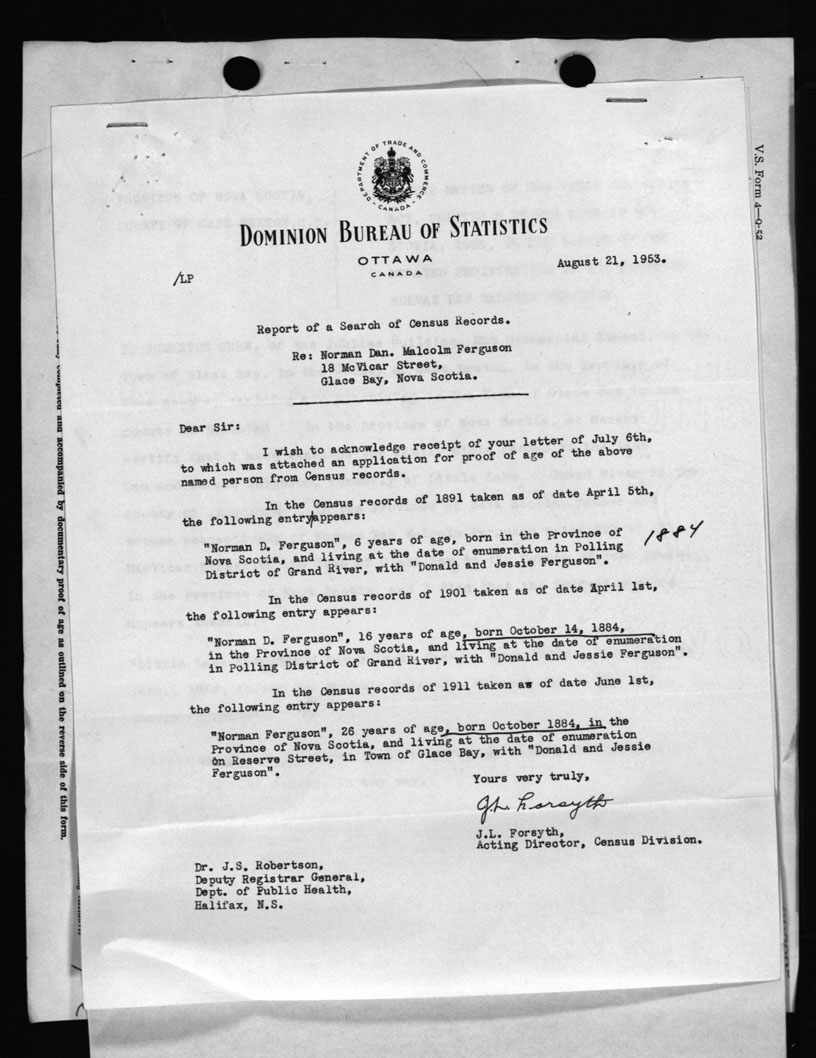 DEPARTMENT OF TRADE AND COMMERCE
CANADA
DOMINION BUREAU OF STATISTICS
OTTAWA
CANADA
/LP
August 21, 1953.
Report of a Search of Census Records.
Re: Norman Dan. Malcolm Ferguson
18 McVicar Street,
Glace Bay, Nova Scotia.
Dear Sir:
I wish to acknowledge receipt of your letter of July 6th,
to which was attached an application for proof of age of the above
named person from Census records.
In the Census records of 1891 taken as of date April 5th,
the following entry appears:
"Norman D. Ferguson", 6 years of age, born in the Province of
Nova Scotia, and living at the date of enumeration in Polling
District of Grand River, with "Donald and Jessie Ferguson".
1884
In the Census records of 1901 taken as of date April 1st,
the following entry appears:
"Norman D. Ferguson", 16 years of age, born October 14, 1884,
in the Province of Nova Scotia, and living at the date of enumeration
in Polling District of Grand River, with "Donald and Jessie Ferguson".
In the Census records of 1911 taken aw of date June 1st,
the following entry appears:
"Norman Ferguson", 26 years of age, born October 1884, in the
Province of Nova Scotia, and living at the date of enumeration
on Reserve Street, in Town of Glace Bay, with "Donald and Jessie
Ferguson".
Yours very truly,
J.L. Forsyth
J.L. Forsyth,
Acting Director, Census Division.
Dr. J.S. Robertson,
Deputy Registrar General,
Dept. of Public Health,
Halifax, N.S.
V.S. Form 4—9-52
completed and accompanied by documentary proof of age as outlined on the reverse side of this form.